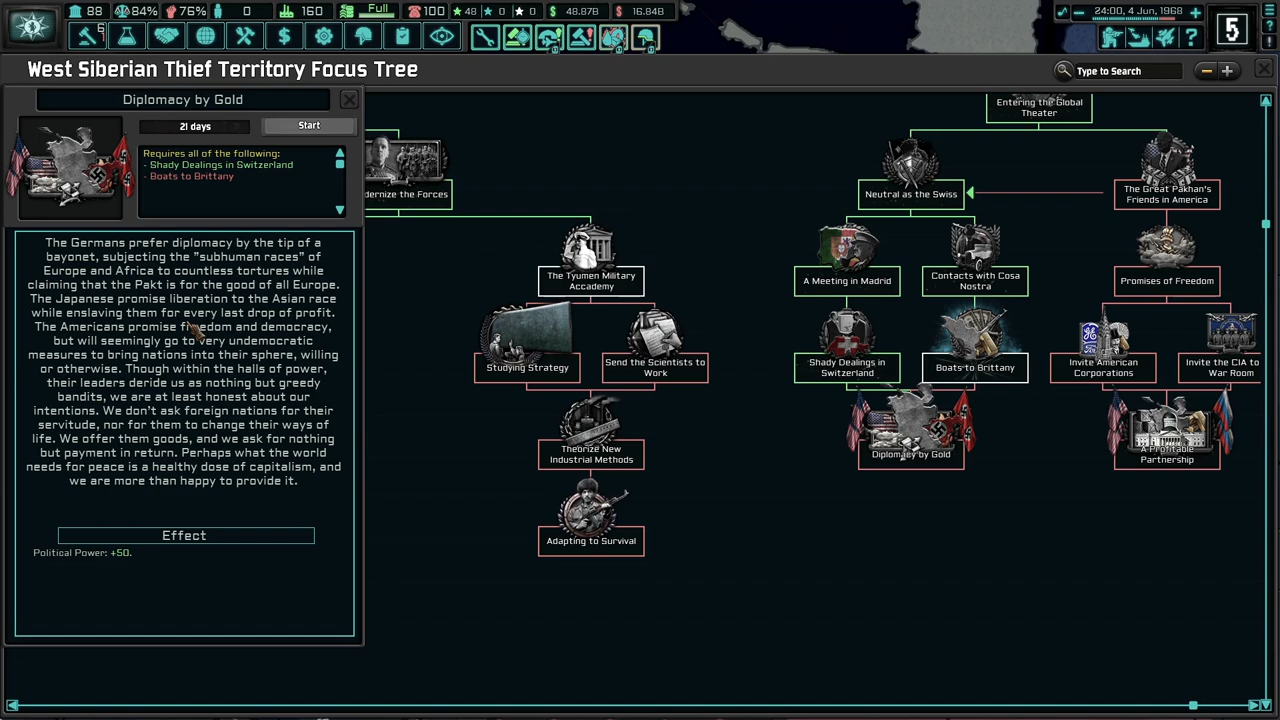 88 84% 76% 0 160 Full 100 48 0 0 $ 48.87B $ 16.84B
24:00, 4 Jun, 1968
5
6
West Siberian Thief Territory Focus Tree
Type to Search
Diplomacy by Gold
21 days
Start
Requires all of the following:
- Shady Dealings in Switzerland
- Boats to Brittany
The Germans prefer diplomacy by the tip of a
bayonet, subjecting the "subhuman races" of
Europe and Africa to countless tortures while
claiming that the Pakt is for the good of all Europe.
The Japanese promise liberation to the Asian race
while enslaving them for every last drop of profit.
The Americans promise freedom and democracy,
but will seemingly go to very undemocratic
measures to bring nations into their sphere, willing
or otherwise. Though within the halls of power,
their leaders deride us as nothing but greedy
bandits, we are at least honest about our
intentions. We don't ask foreign nations for their
servitude, nor for them to change their ways of
life. We offer them goods, and we ask for nothing
but payment in return. Perhaps what the world
needs for peace is a healthy dose of capitalism, and
we are more than happy to provide it.
Effect
Political Power: +50.
Entering the Global
Theater
dernize the Forces
Neutral as the Swiss
The Great Pakhan's
Friends in America
The Tyumen Military
Accademy
A Meeting in Madrid
Contacts with Cosa
Nostra
Promises of Freedom
Studying Strategy
Send the Scientists to
Work
Shady Dealings in
Switzerland
Boats to Brittany
Invite American
Corporations
Invite the CIA to
War Room
Theorize New
Industrial Methods
Diplomacy by Gold
A Profitable
Partnership
Adapting to Survival